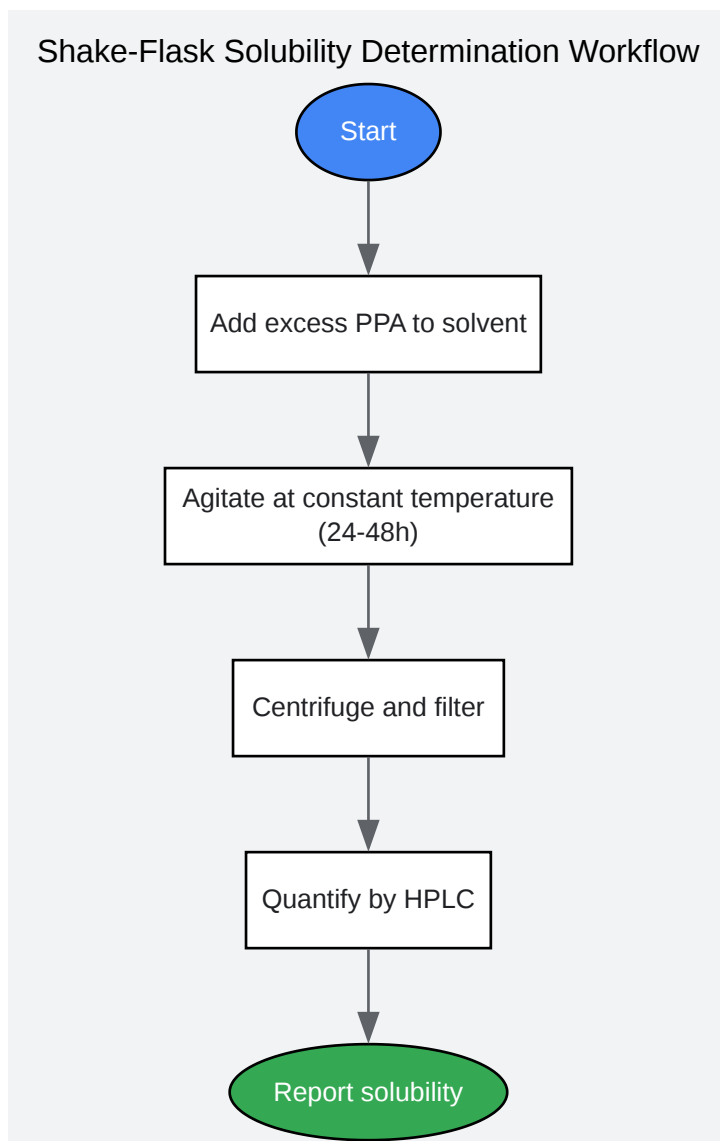 Shake-Flask Solubility Determination Workflow
Start
Add excess PPA to solvent
Agitate at constant temperature
(24-48h)
Centrifuge and filter
Quantify by HPLC
Report solubility